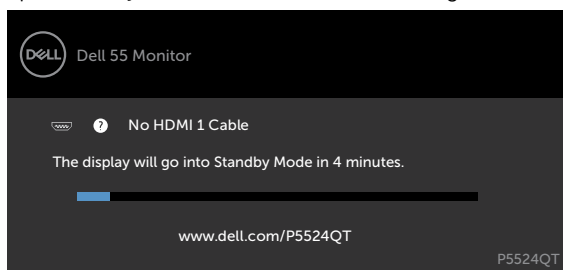 DELL Dell 55 Monitor
? No HDMI 1 Cable
The display will go into Standby Mode in 4 minutes.
www.dell.com/P5524QT
P5524QT